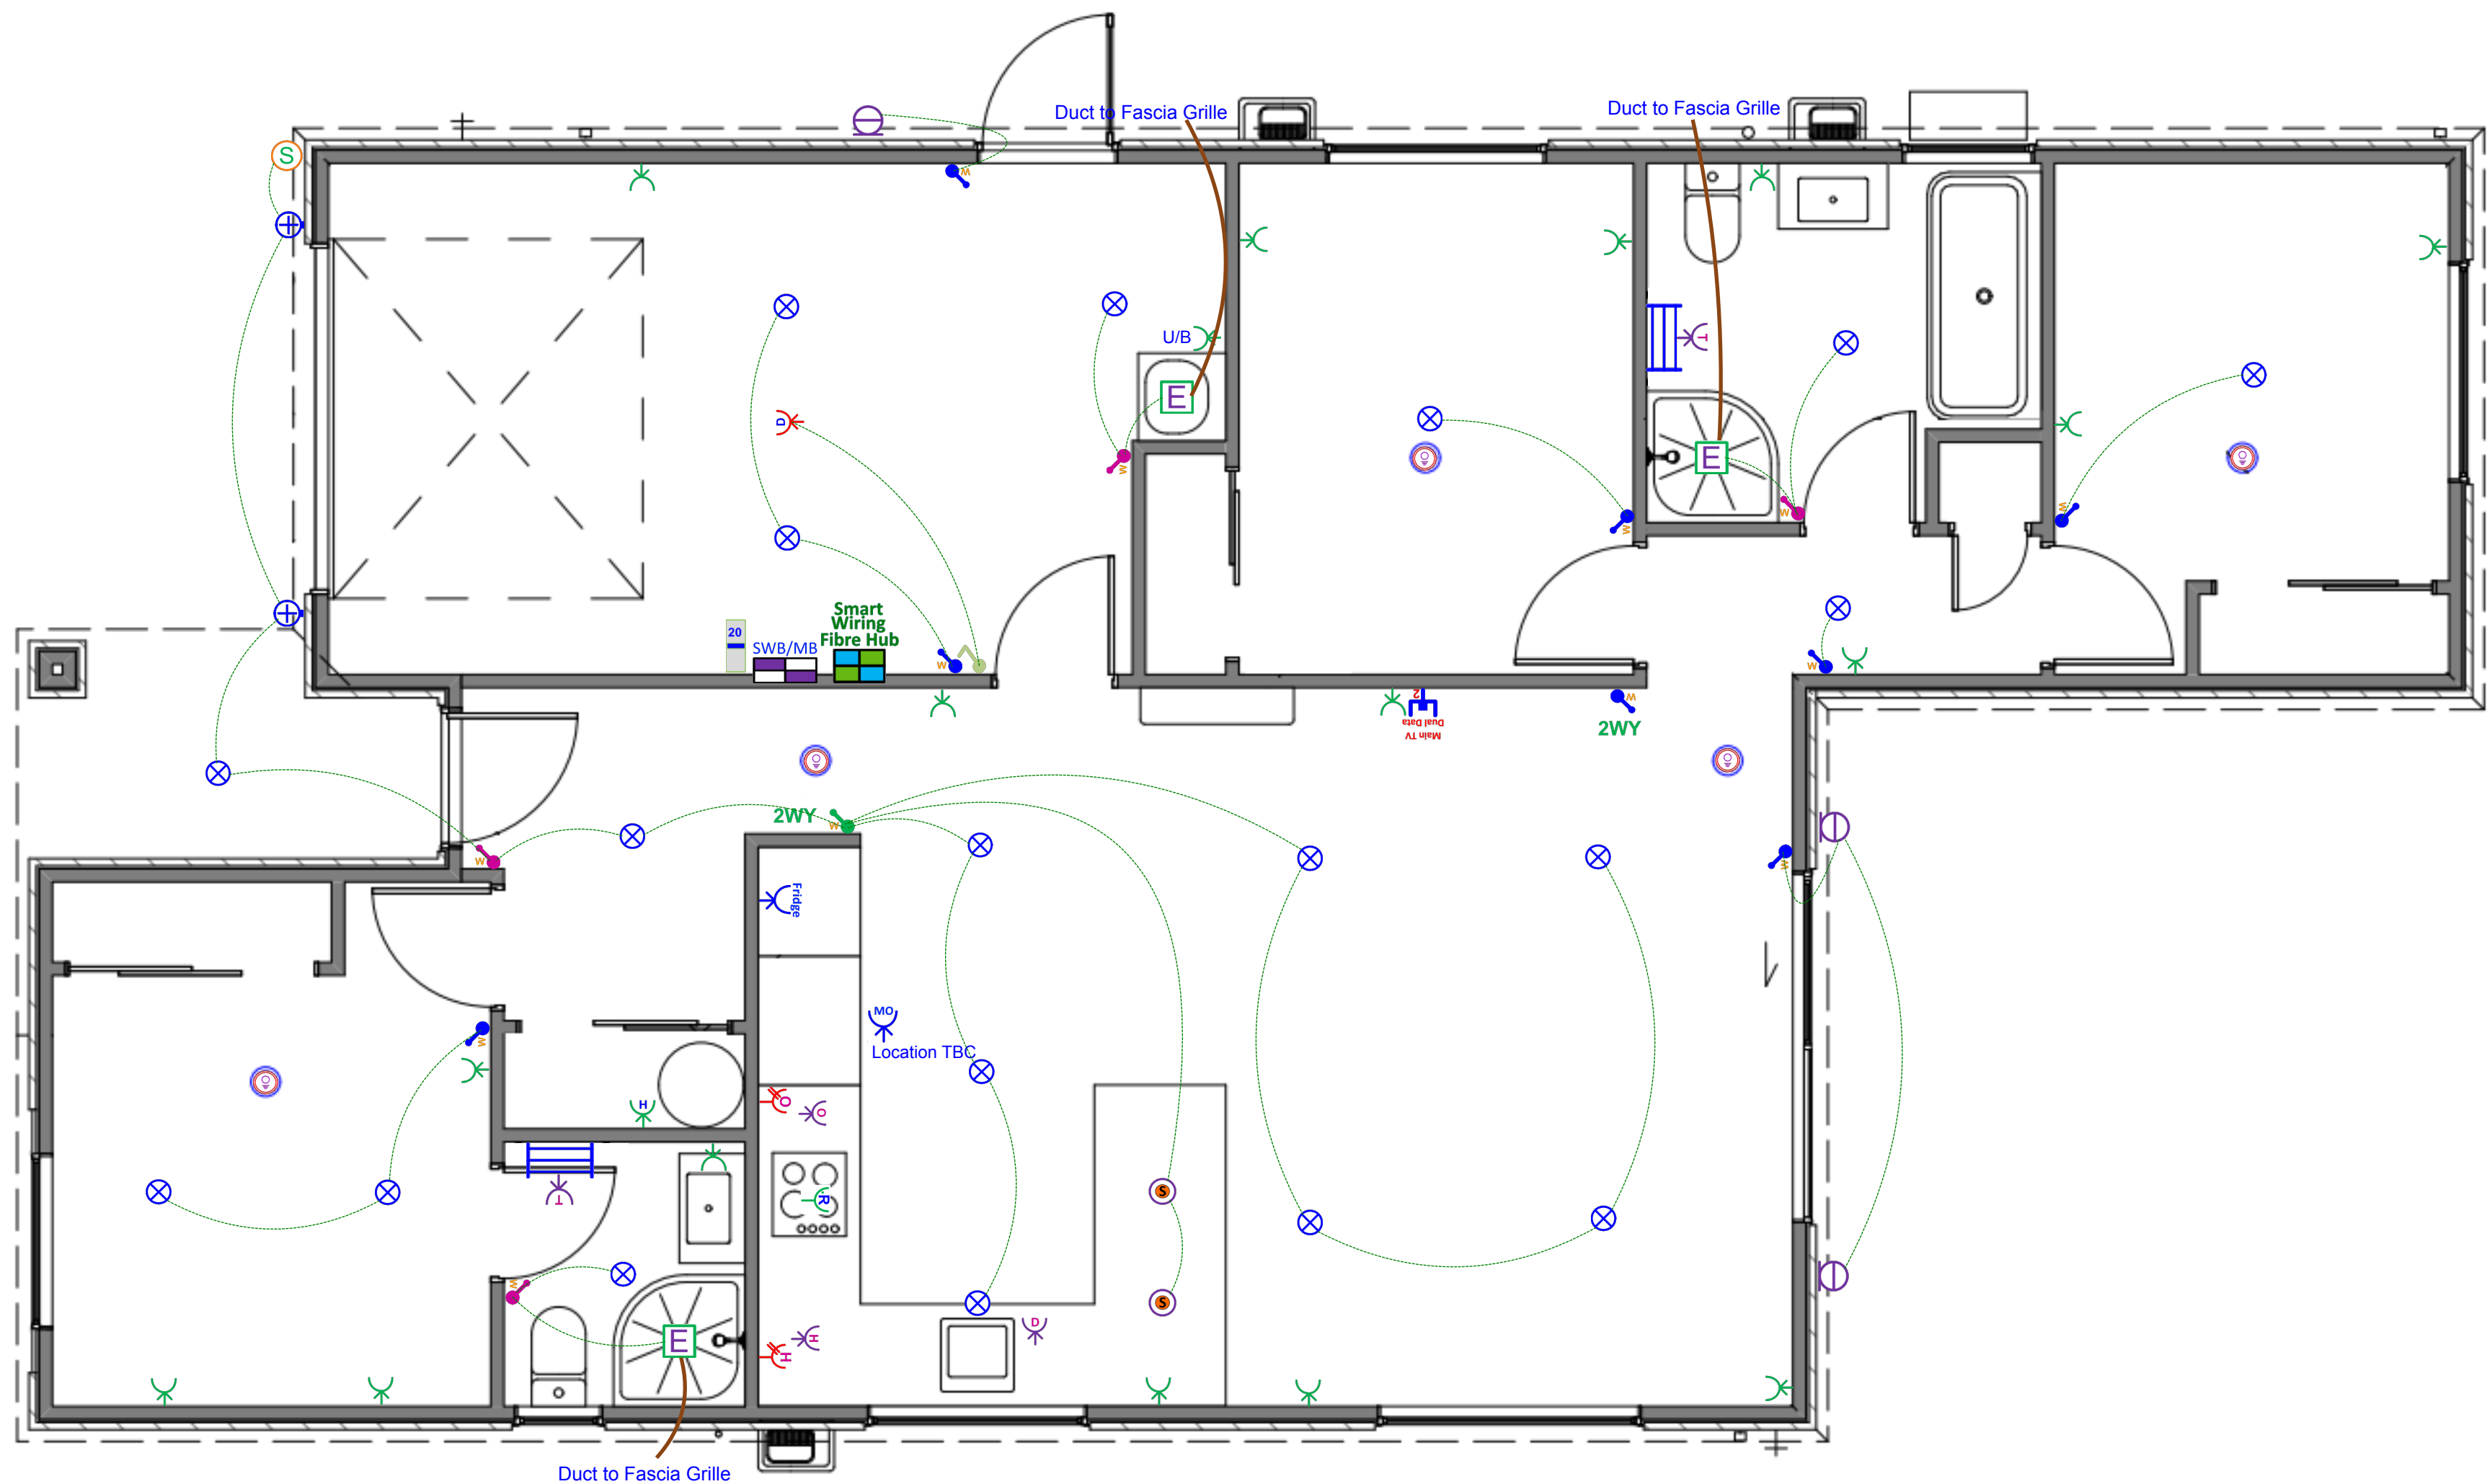 Duct to Fascia Grille
Duct to Fascia Grille
S
W
U/B
T
E
D
W
E
W
W
W
Smart
Wiring
Fibre Hub
20
SWB/MB
W
W
2
Dual Data
Main TV
W
2WY
2WY
W
W
W
Fridge
MO
Location TBC
W
H
O
O
T
R
S
W
S
E
H
H
D
Duct to Fascia Grille